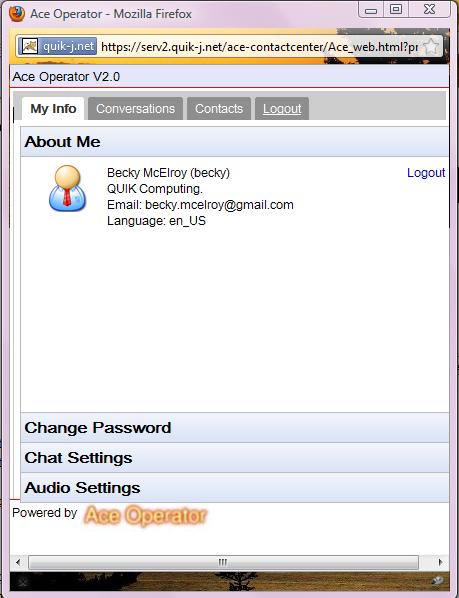 Ace Operator - Mozilla Firefox
quik-j.net https://serv2.quik-j.net/ace-contactcenter/Ace_web.html?pr
Ace Operator V2.0
My Info Conversations Contacts Logout
About Me
Becky McElroy (becky) Logout
QUIK Computing.
Email: becky.mcelroy@gmail.com
Language: en_US
Change Password
Chat Settings
Audio Settings
Powered by Ace Operator